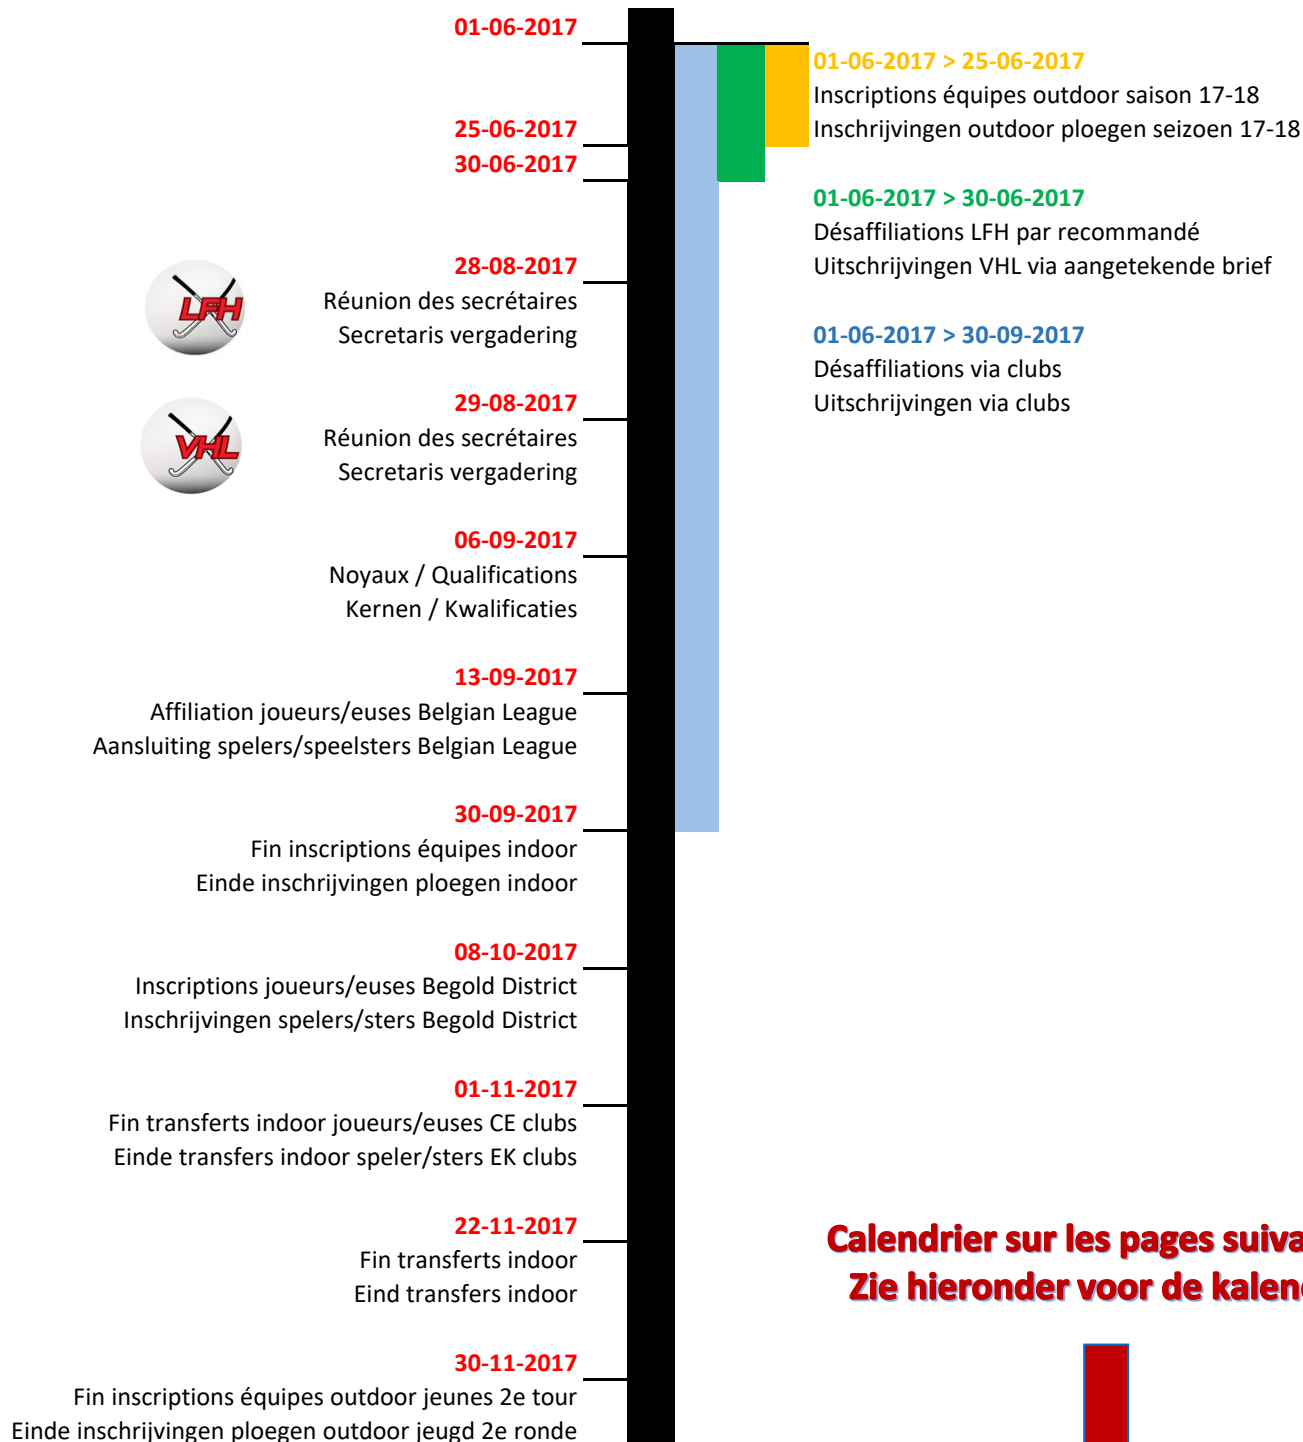 01-06-2017
25-06-2017
30-06-2017
LFH
28-08-2017
Réunion des secrétaires
Secretaris vergadering
VHL
29-08-2017
Réunion des secrétaires
Secretaris vergadering
06-09-2017
Noyaux / Qualifications
Kernen / Kwalificaties
13-09-2017
Affiliation joueurs/euses Belgian League
Aansluiting spelers/speelsters Belgian League
30-09-2017
Fin inscriptions équipes indoor
Einde inschrijvingen ploegen indoor
08-10-2017
Inscriptions joueurs/euses Begold District
Inschrijvingen spelers/sters Begold District
01-11-2017
Fin transferts indoor joueurs/euses CE clubs
Einde transfers indoor speler/sters EK clubs
22-11-2017
Fin transferts indoor
Eind transfers indoor
30-11-2017
Fin inscriptions équipes outdoor jeunes 2e tour
Einde inschrijvingen ploegen outdoor jeugd 2e ronde
01-06-2017 > 25-06-2017
Inscriptions équipes outdoor saison 17-18
Inschrijvingen outdoor ploegen seizoen 17-18
01-06-2017 > 30-06-2017
Désaffiliations LFH par recommandé
Uitschrijvingen VHL via aangetekende brief
01-06-2017 > 30-09-2017
Désaffiliations via clubs
Uitschrijvingen via clubs
Calendrier sur les pages
Zie hieronder voor de